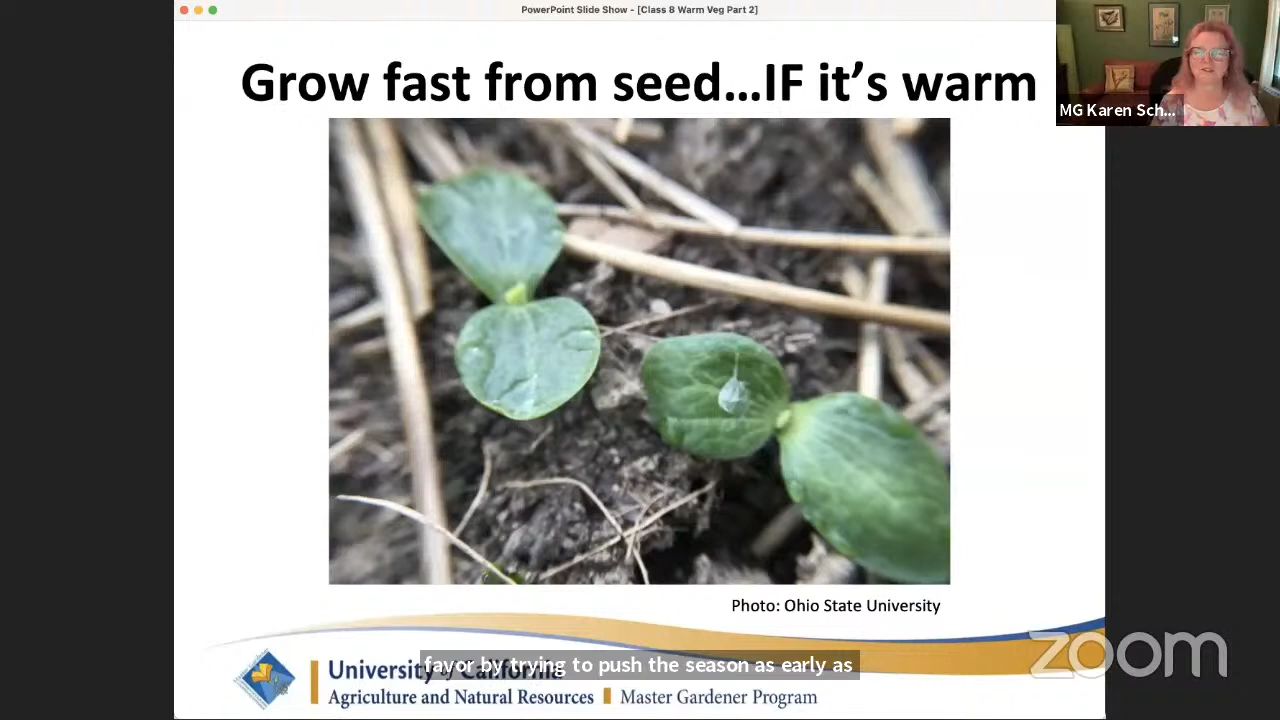 PowerPoint Slide Show - [Class 8 Warm Veg Part 2]
Grow fast from seed...IF it's warm
MG Karen Sch...
Photo: Ohio State University
favor by trying to push the season as early as
University of California
Agriculture and Natural Resources Master Gardener Program
zoom